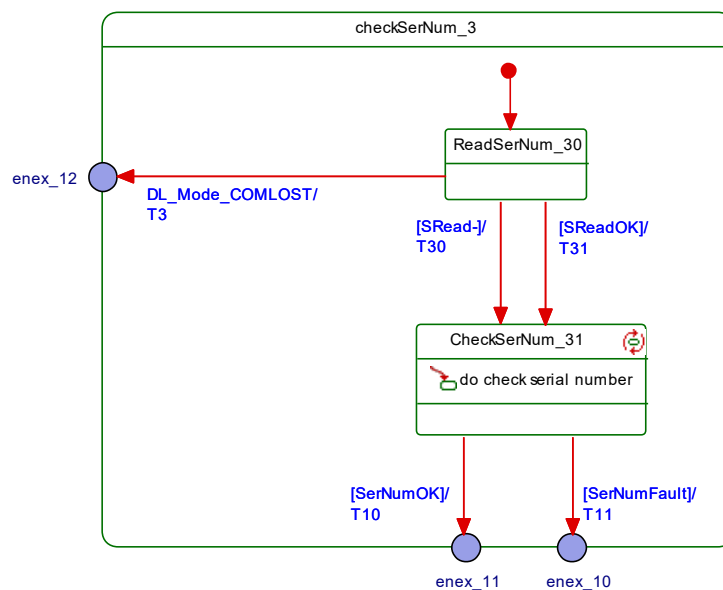 checkSerNum_3
ReadSerNum_30
enex_12
DL_Mode_COMLOST/
T3
[SRead-]/
T30
[SReadOK]/
T31
CheckSerNum_31
do check serial number
[SerNumOK]/
T10
[SerNumFault]/
T11
enex_11
enex_10